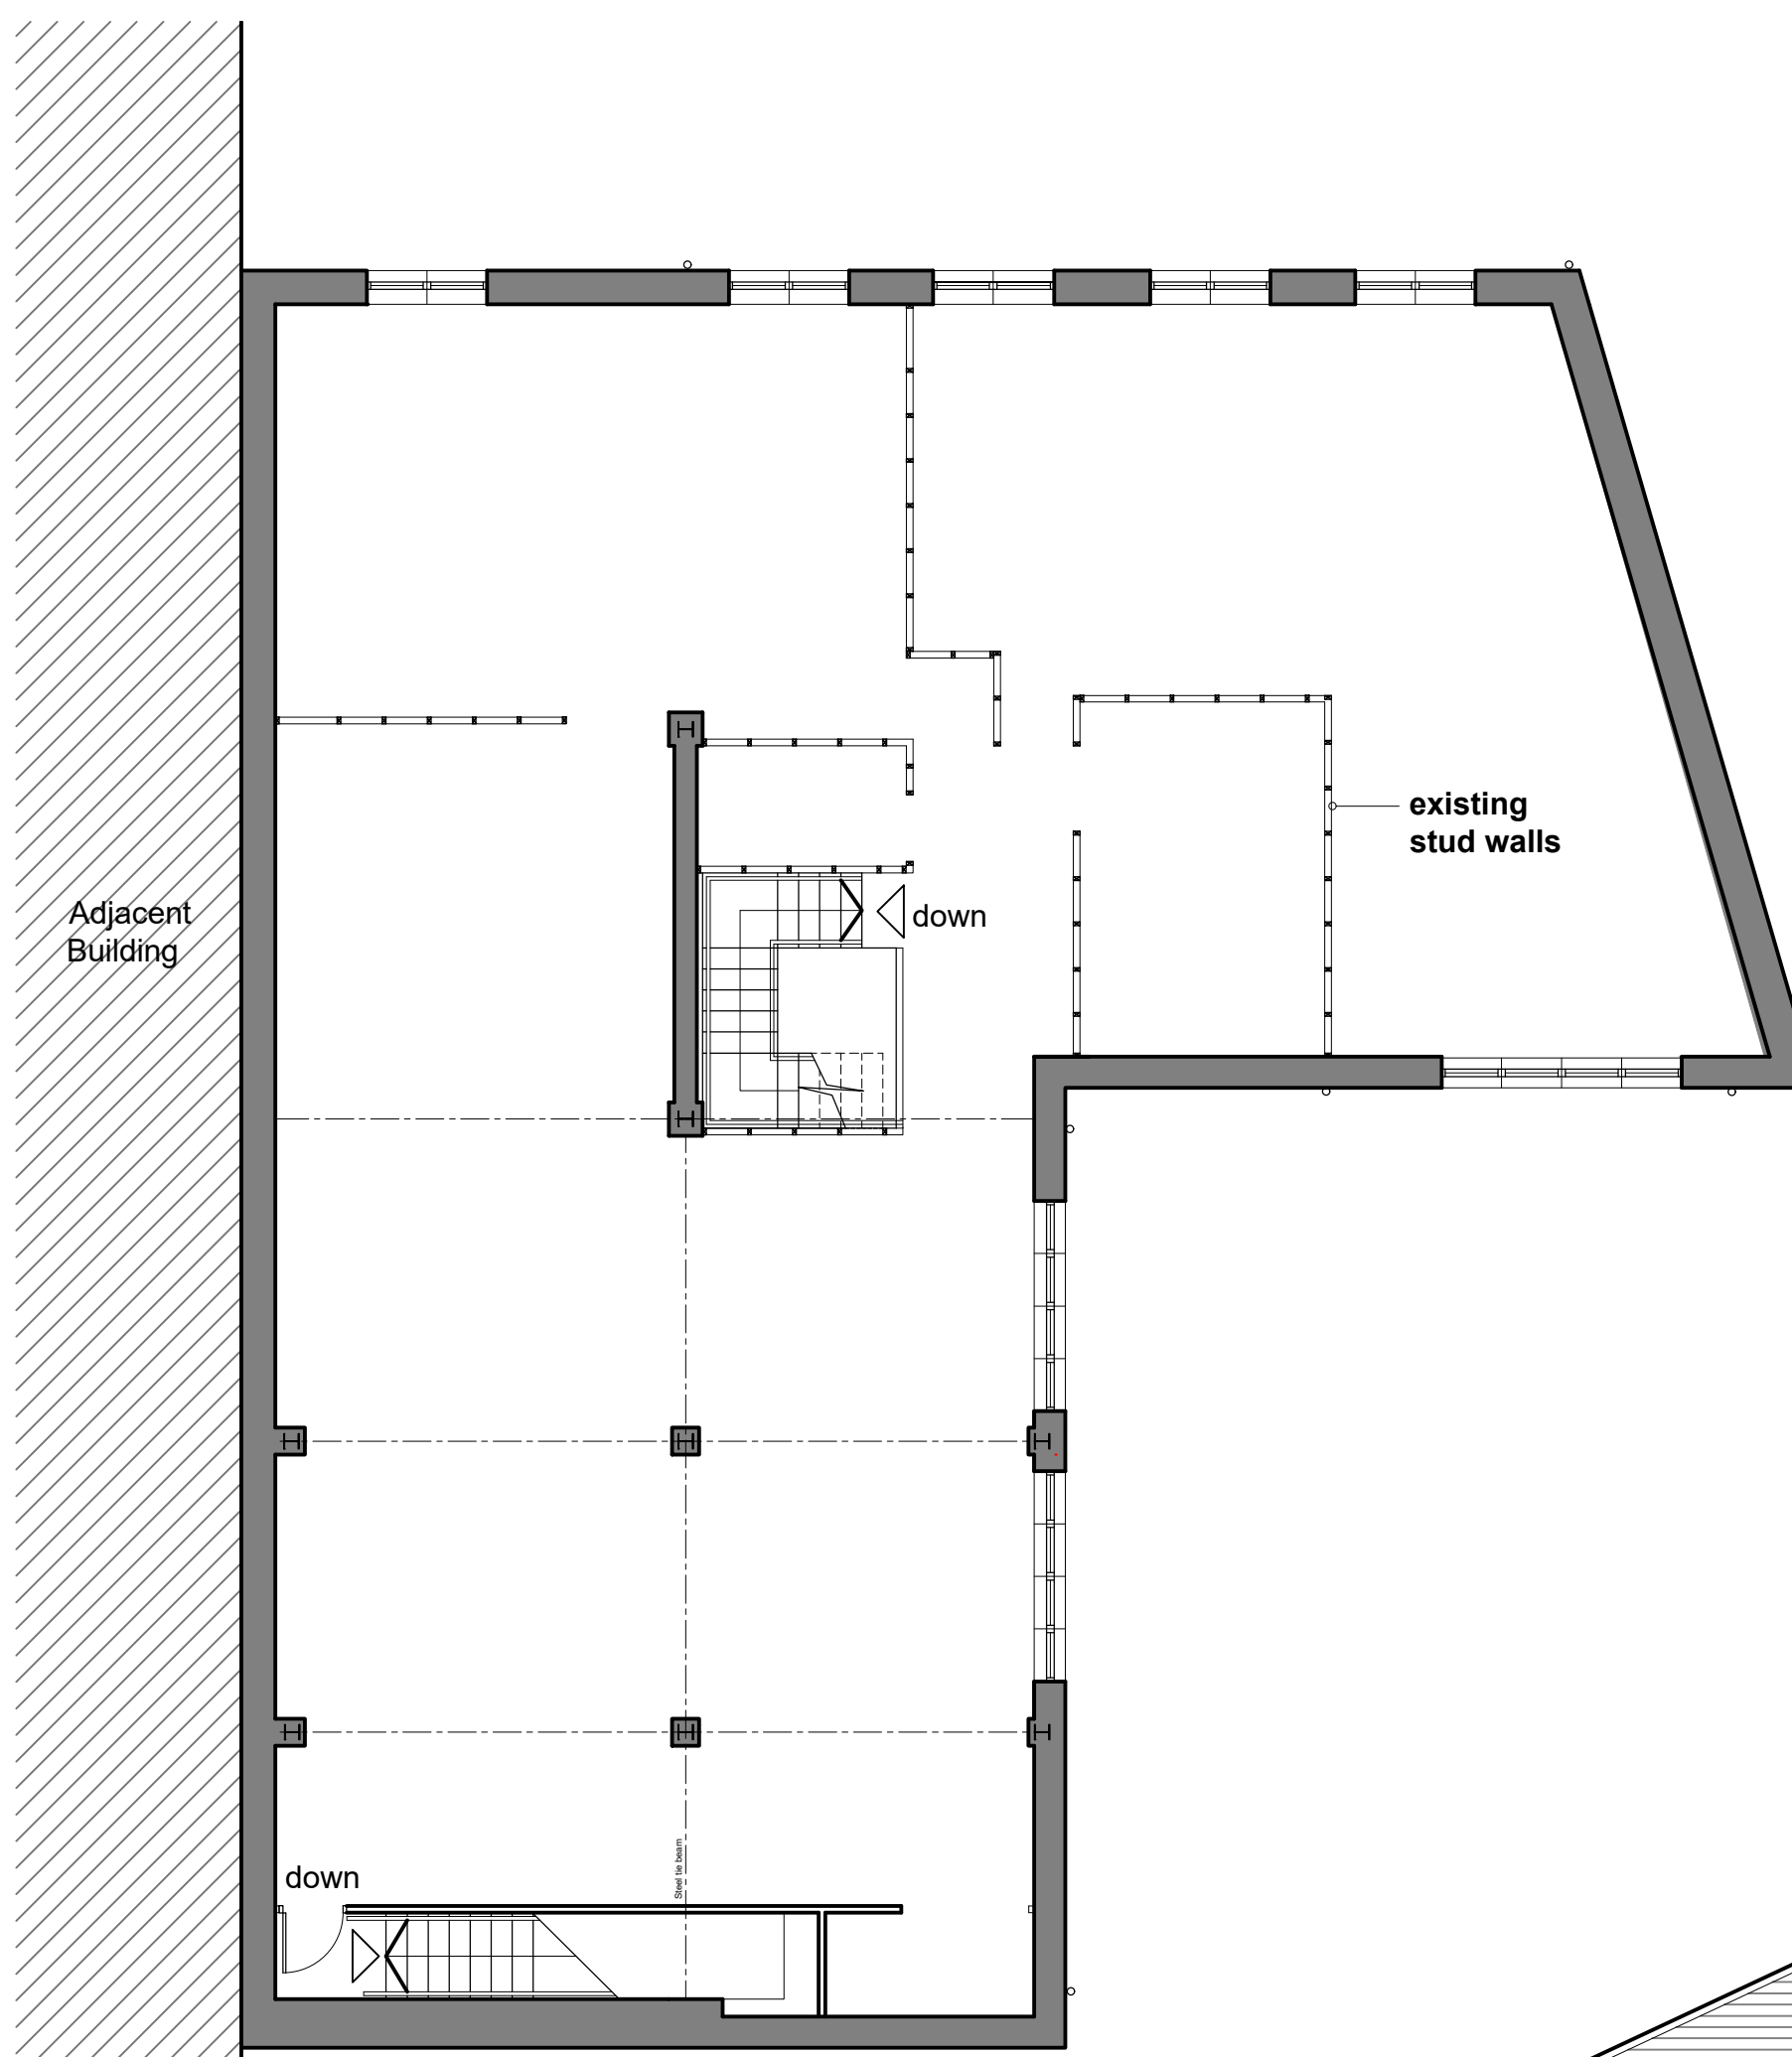 existing
stud walls
Adjacent
Building
down
Steel tie beam
down